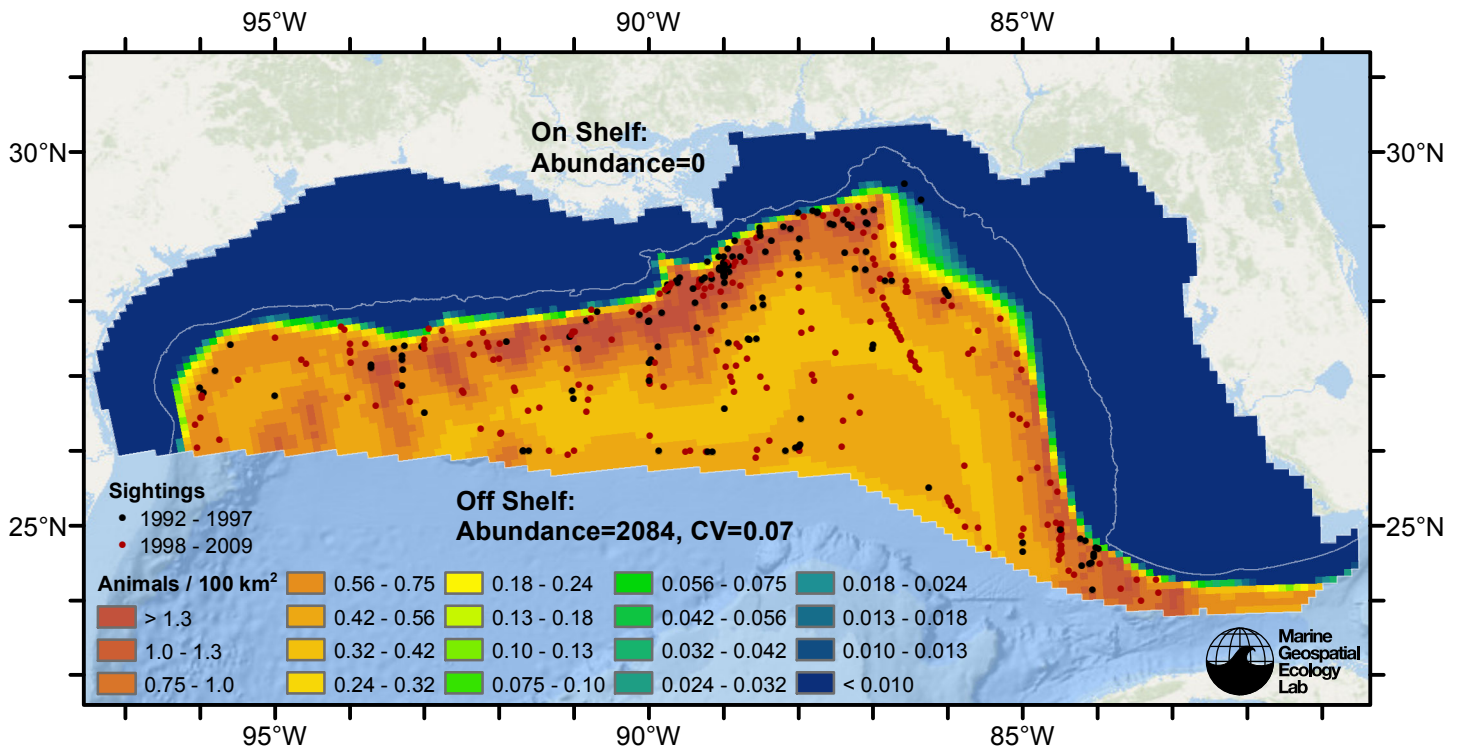 95°W 90°W 85°W
30°N 30°N
On Shelf:
Abundance=0
25°N 25°N
Off Shelf:
Abundance=2084, CV=0.07
Sightings
1992 - 1997
1998 - 2009
Animals / 100 km²
> 1.3
1.0 - 1.3
0.75 - 1.0
0.56 - 0.75
0.42 - 0.56
0.32 - 0.42
0.24 - 0.32
0.18 - 0.24
0.13 - 0.18
0.10 - 0.13
0.075 - 0.10
0.056 - 0.075
0.042 - 0.056
0.032 - 0.042
0.024 - 0.032
0.018 - 0.024
0.013 - 0.018
0.010 - 0.013
< 0.010
Marine
Geospatial
Ecology
Lab
95°W 90°W 85°W